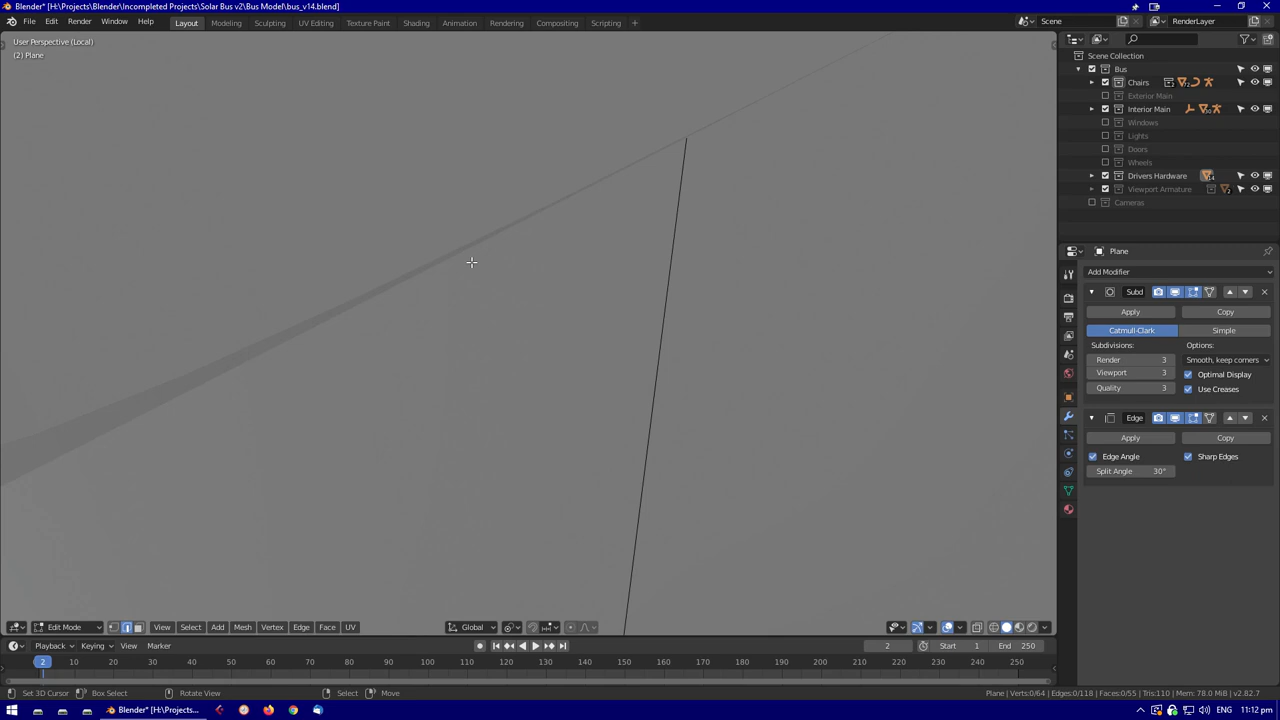 Blender* [H:\Projects\Blender\Incompleted Projects\Solar Bus v2\Bus Model\bus_v14.blend]
File Edit Render Window Help Layout Modeling Sculpting UV Editing Texture Paint Shading Animation Rendering Compositing Scripting Scene RenderLayer
User Perspective (Local)
(2) Plane
Scene Collection
Bus
Chairs
Exterior Main
Interior Main
Windows
Lights
Doors
Wheels
Drivers Hardware
Viewport Armature
Cameras
Plane
Add Modifier
Subd
Apply Copy
Catmull-Clark Simple
Subdivisions: Options:
Render 3 Smooth, keep corners
Viewport 3 Optimal Display
Quality 3 Use Creases
Edge
Apply Copy
Edge Angle Sharp Edges
Split Angle 30°
Edit Mode View Select Add Mesh Vertex Edge Face UV Global
Playback Keying View Marker 2 Start 1 End 250
2 10 20 30 40 50 60 70 80 90 100 110 120 130 140 150 160 170 180 190 200 210 220 230 240 250
Set 3D Cursor Box Select Rotate View Select Move Plane | Verts:0/64 | Edges:0/118 | Faces:0/55 | Tris:110 | Mem: 78.0 MiB | v2.82.7
Blender* [H:\Projects... ENG 11:12 pm